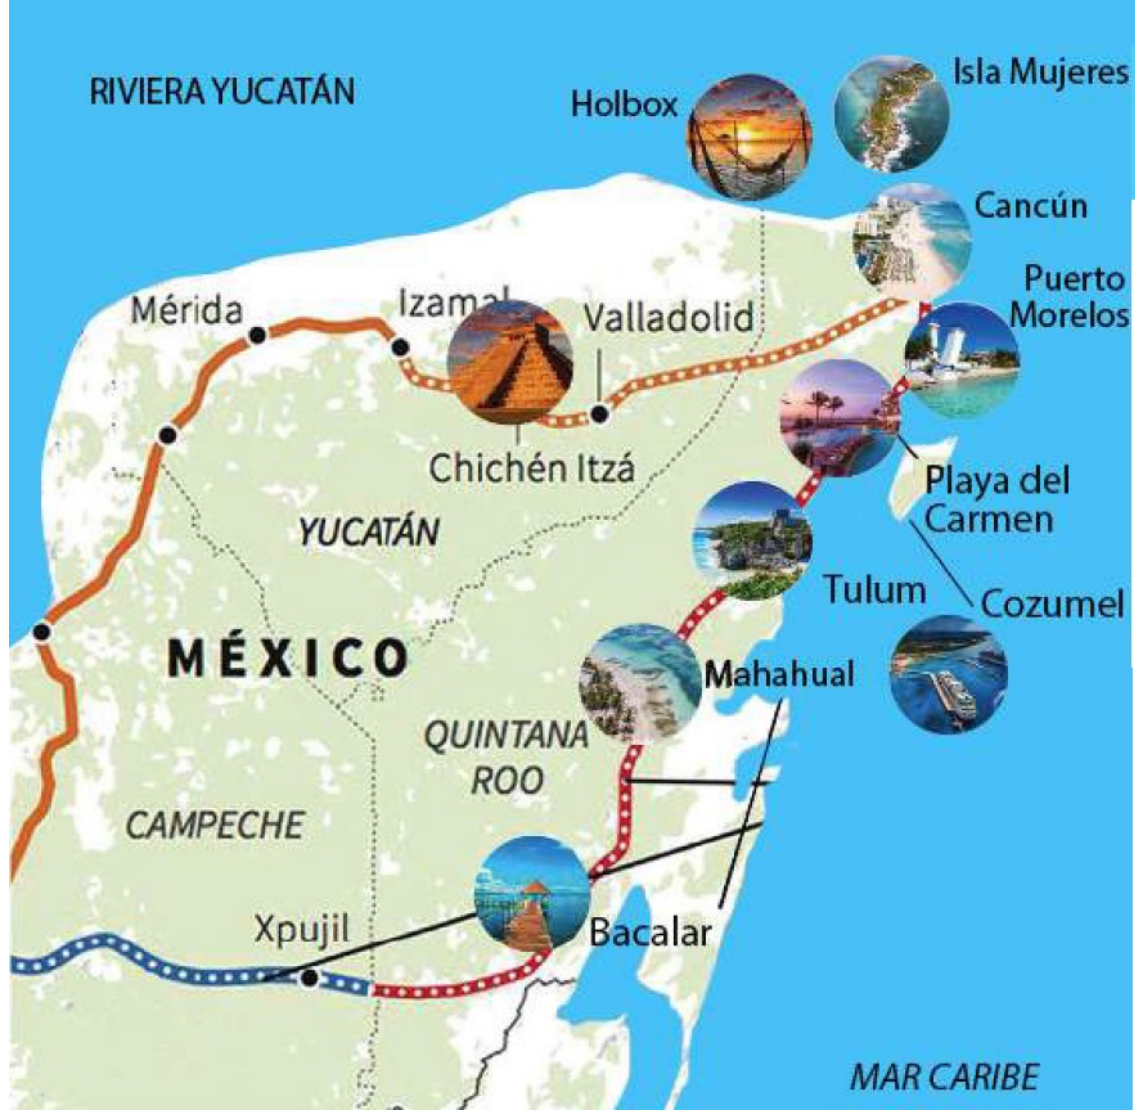 RIVIERA YUCATÁN
Holbox
Isla Mujeres
Cancún
Puerto
Morelos
Mérida
Izamal
Valladolid
Chichén Itzá
Playa del
Carmen
YUCATÁN
Tulum
Cozumel
MÉXICO
Mahahual
QUINTANA
ROO
CAMPECHE
Xpujil
Bacalar
MAR CARIBE